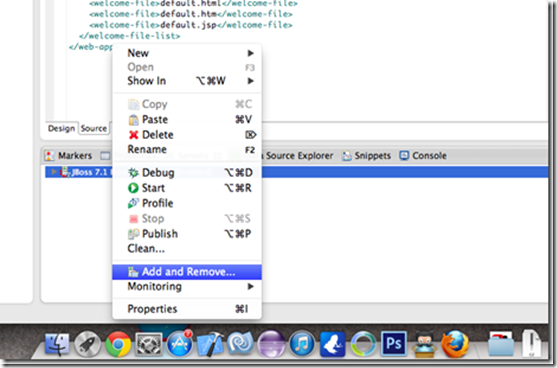 <welcome-file>default.html</welcome-file>
<welcome-file>default.htm</welcome-file>
<welcome-file>default.jsp</welcome-file>
</welcome-file-list>
</web-app
New
Open F3
Show In ⌥⌘W
Copy ⌘C
Paste ⌘V
Delete ⌦
Rename F2
Design Source
Markers Source Explorer Snippets Console
JBoss 7.1
Debug ⌥⌘D
Start ⌥⌘R
Profile
Stop ⌥⌘S
Publish ⌥⌘P
Clean...
Add and Remove...
Monitoring
Properties ⌘I
Ps